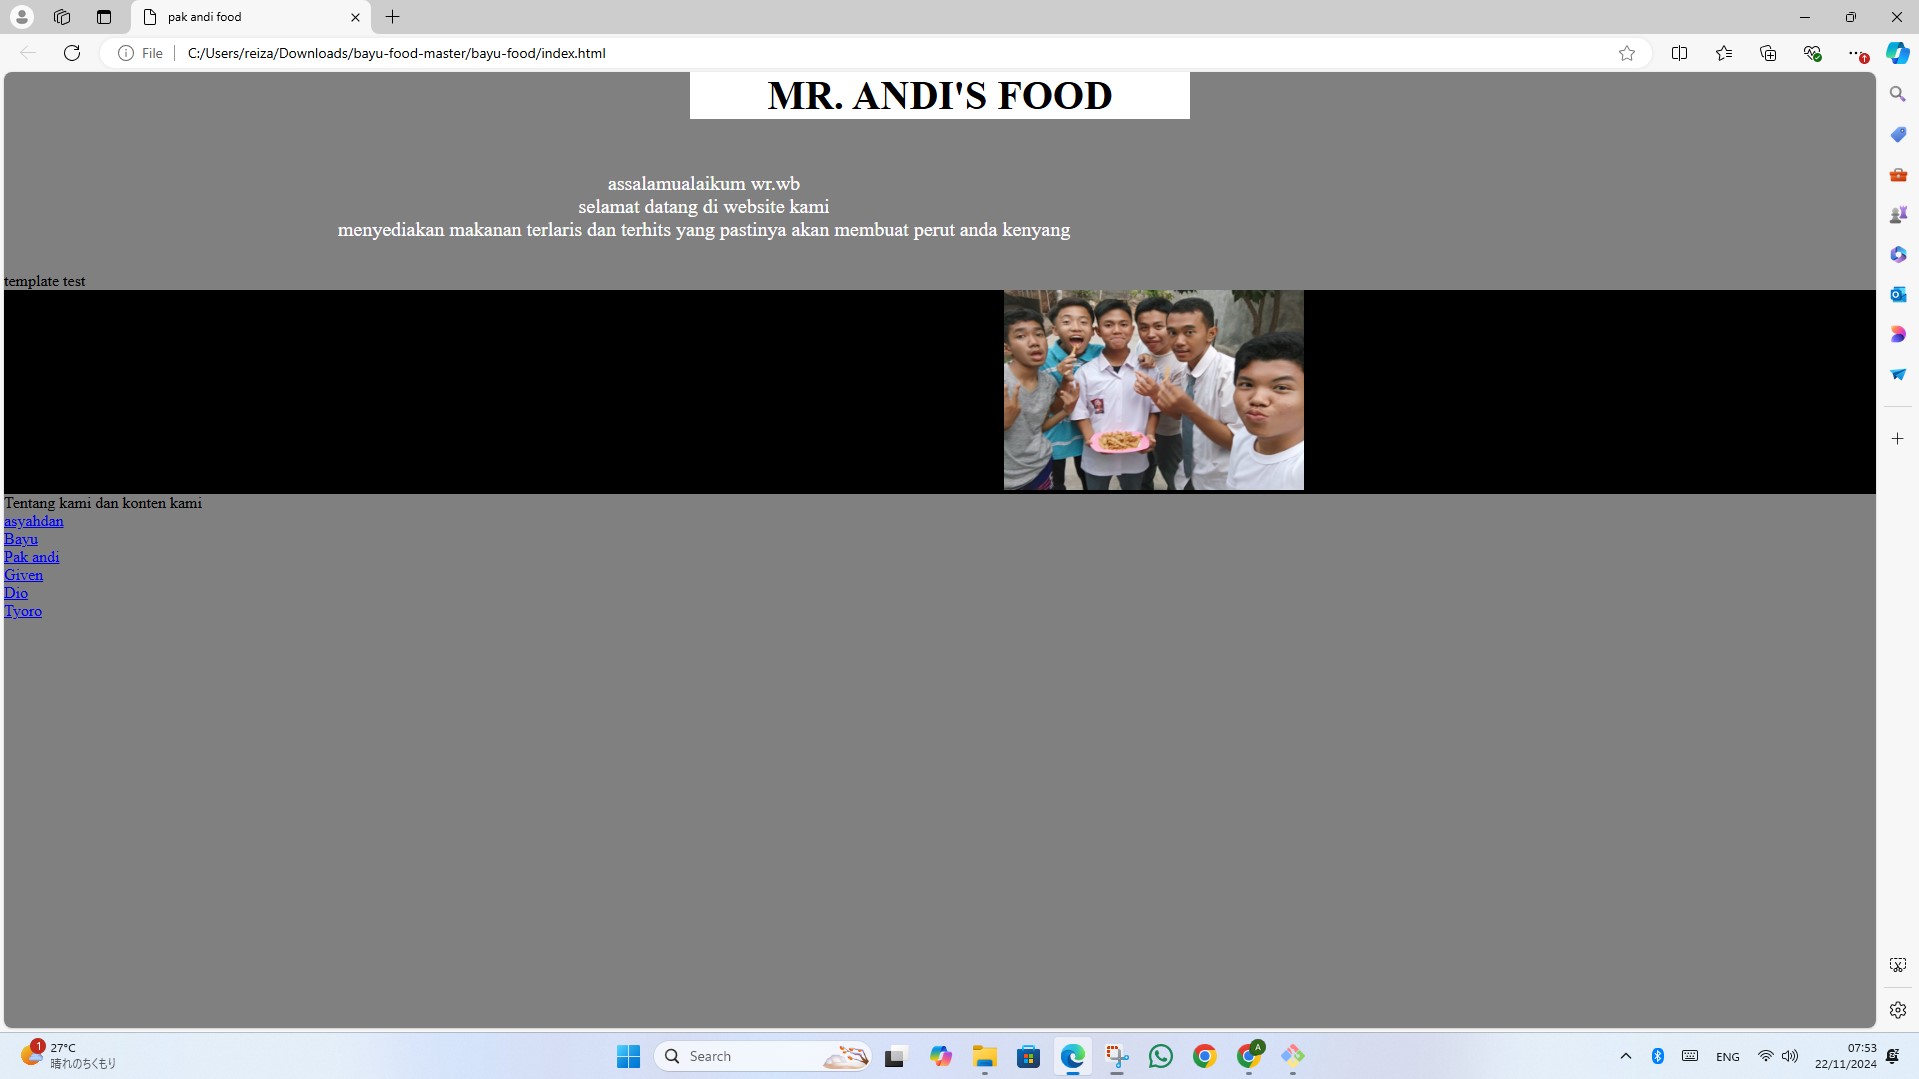 pak andi food
File
C:/Users/reiza/Downloads/bayu-food-master/bayu-food/index.html
MR. ANDI'S FOOD
assalamualaikum wr.wb
selamat datang di website kami
menyediakan makanan terlaris dan terhits yang pastinya akan membuat perut anda kenyang
template test
Tentang kami dan konten kami
asyahdan
Bayu
Pak andi
Given
Dio
Tyoro
1
27°C
晴れのちくもり
Search
A
ENG
07:53
22/11/2024